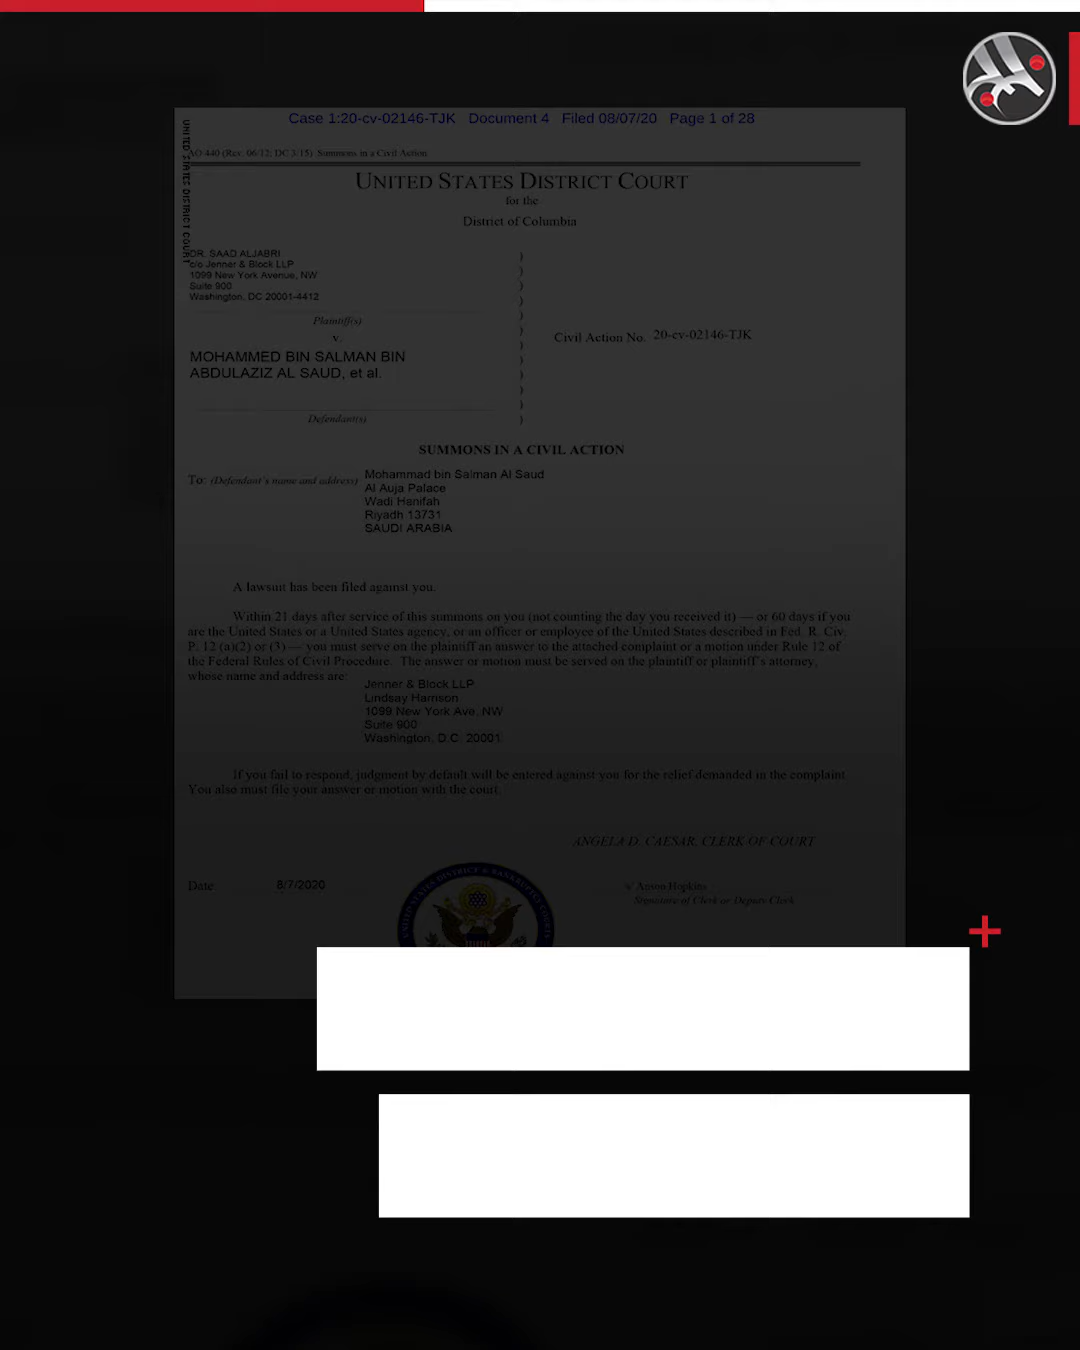 Case 1:20-cv-02146-TJK Document 4 Filed 08/07/20 Page 1 of 28
UNITED STATES DISTRICT COURT
AO 440 (Rev. 06/12; DC 3/15) Summons in a Civil Action
UNITED STATES DISTRICT COURT
for the
District of Columbia
DR. SAAD ALJABRI
c/o Jenner & Block LLP
1099 New York Avenue, NW
Suite 900
Washington, DC 20001-4412
Plaintiff(s)
v.
Civil Action No. 20-cv-02146-TJK
MOHAMMED BIN SALMAN BIN
ABDULAZIZ AL SAUD, et al.
Defendant(s)
SUMMONS IN A CIVIL ACTION
To: (Defendant's name and address) Mohammad bin Salman Al Saud
Al Auja Palace
Wadi Hanifah
Riyadh 13731
SAUDI ARABIA
A lawsuit has been filed against you.
Within 21 days after service of this summons on you (not counting the day you received it) — or 60 days if you
are the United States or a United States agency, or an officer or employee of the United States described in Fed. R. Civ.
P. 12 (a)(2) or (3) — you must serve on the plaintiff an answer to the attached complaint or a motion under Rule 12 of
the Federal Rules of Civil Procedure. The answer or motion must be served on the plaintiff or plaintiff's attorney,
whose name and address are:
Jenner & Block LLP
Lindsay Harrison
1099 New York Ave, NW
Suite 900
Washington, D.C. 20001
If you fail to respond, judgment by default will be entered against you for the relief demanded in the complaint.
You also must file your answer or motion with the court.
ANGELA D. CAESAR, CLERK OF COURT
Date: 8/7/2020
/s/ Anson Hopkins
Signature of Clerk or Deputy Clerk
UNITED STATES DISTRICT & BANKRUPTCY COURTS